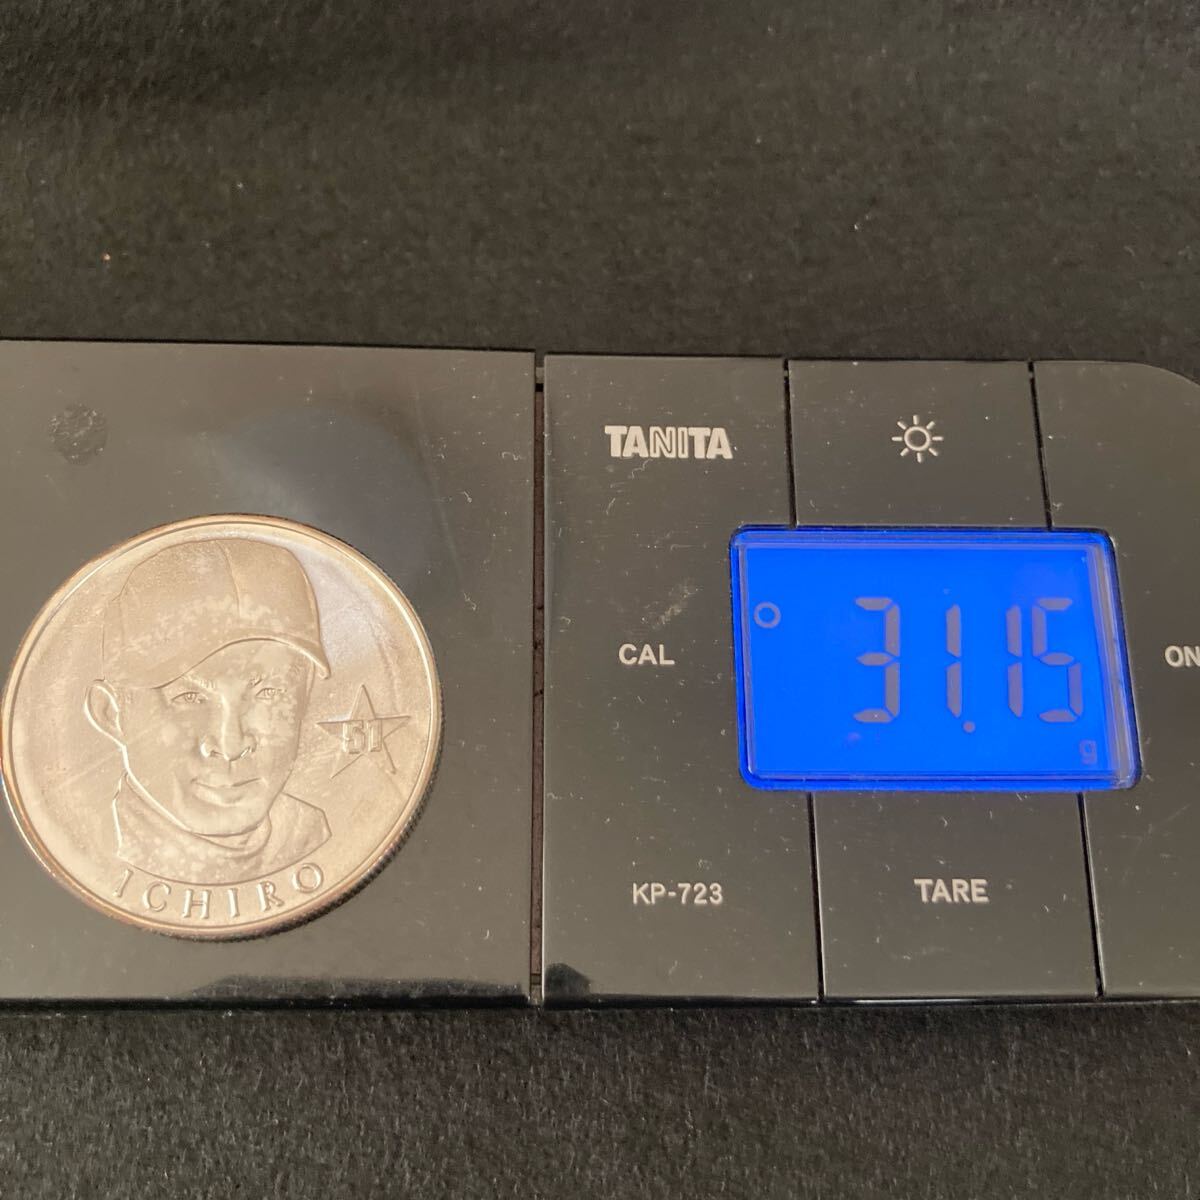 TANITA
CAL
31.15
g
ON
KP-723
TARE
51
ICHIRO